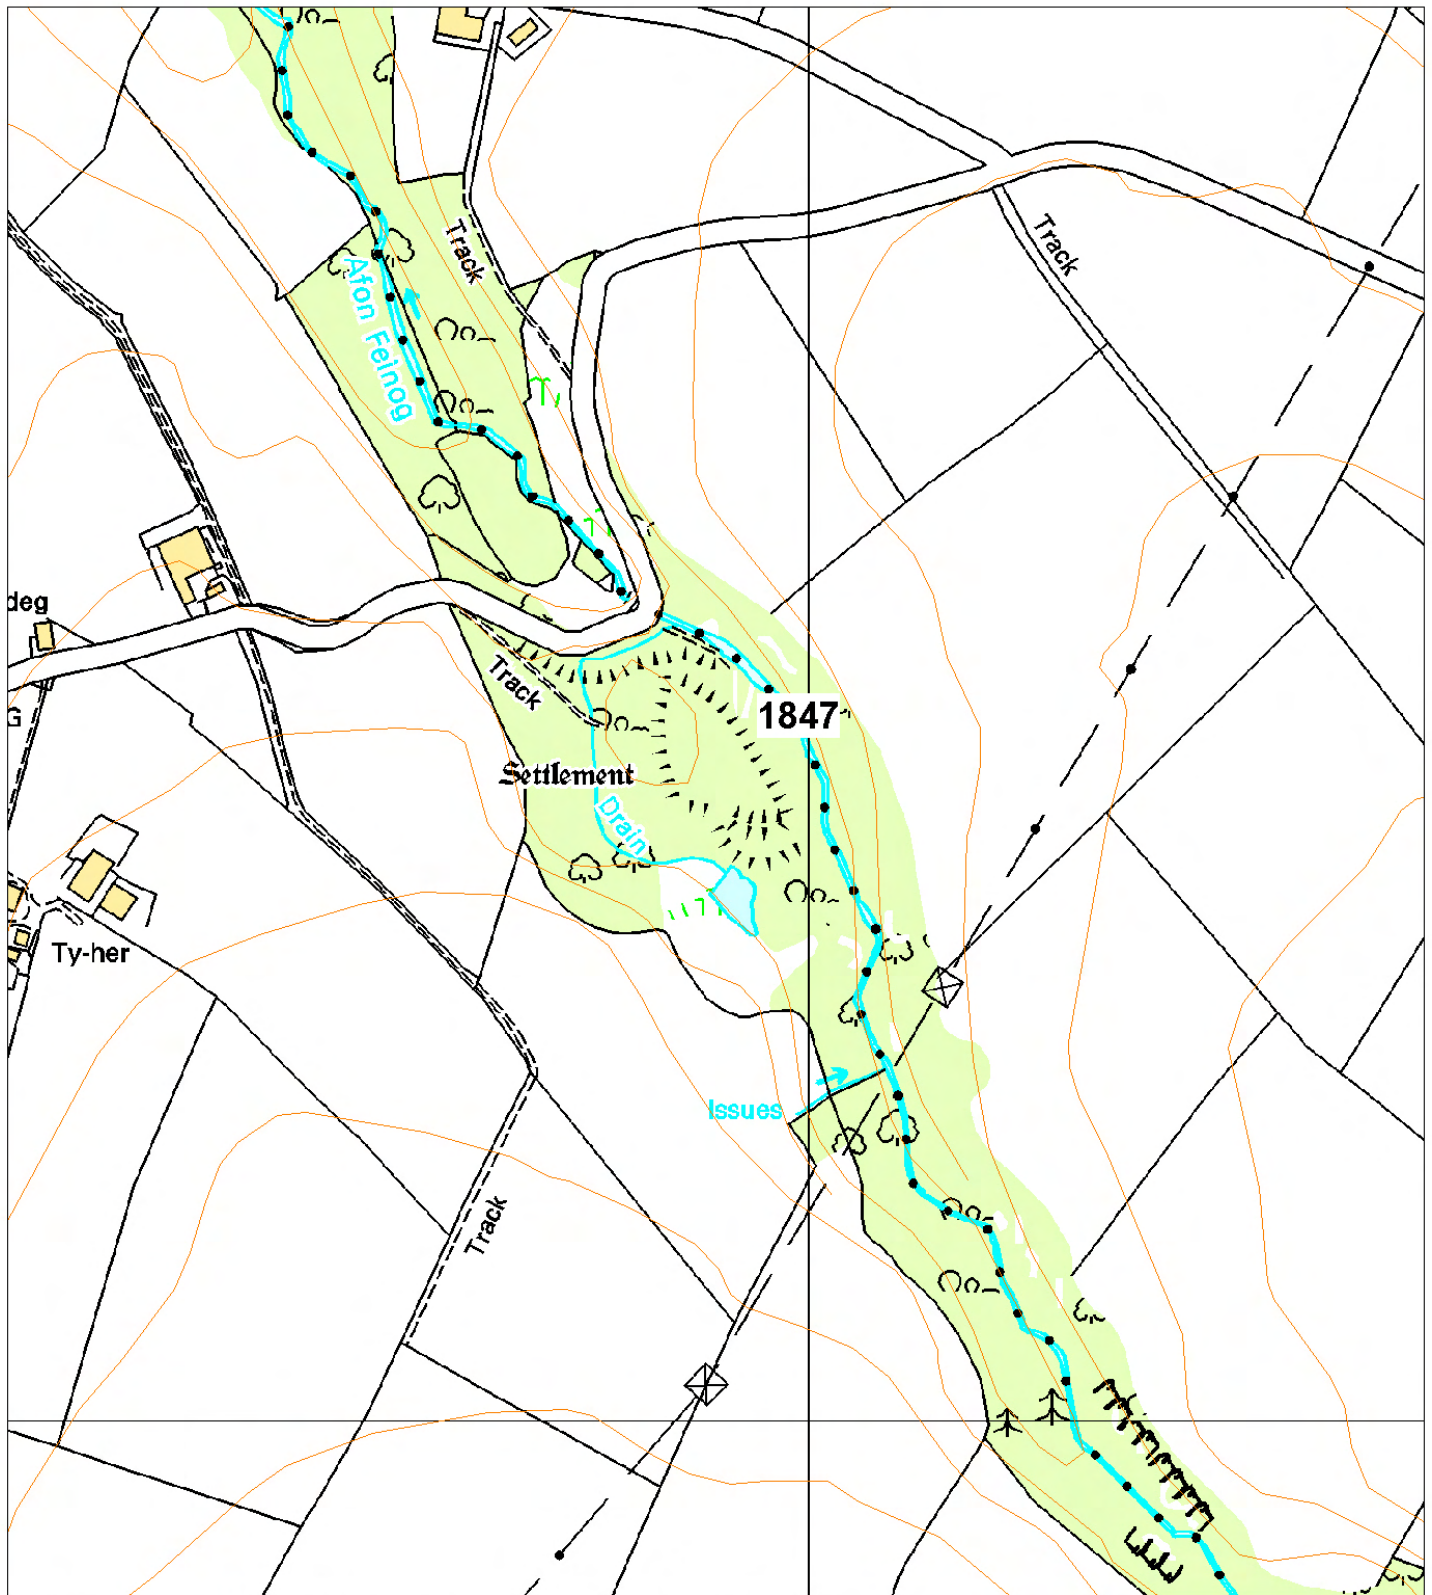 Track
Track
Afon Feinog
deg
Track
G
1847
Settlement
Drain
Ty-her
Issues
Track